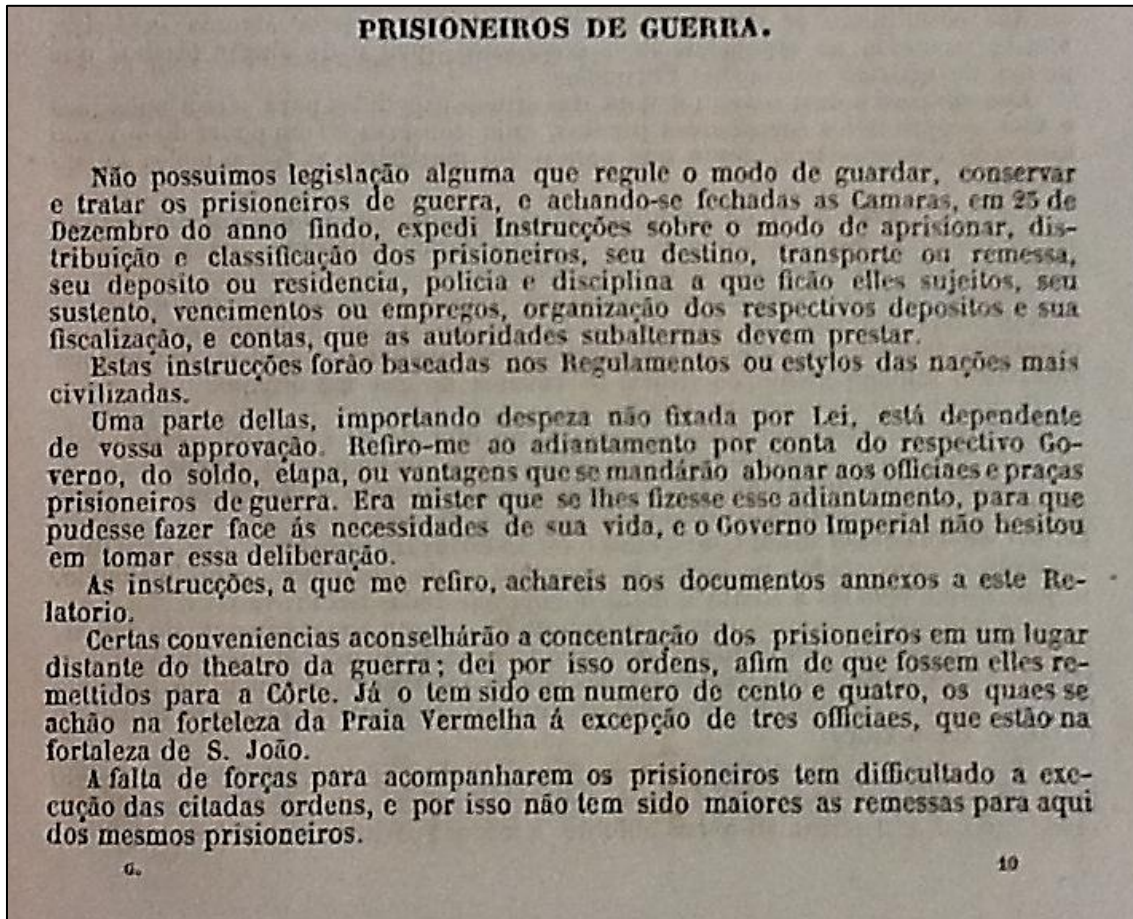 PRISIONEIROS DE GUERRA.
Não possuimos legislação alguma que regule o modo de guardar, conservar
e tratar os prisioneiros de guerra, e achando-se fechadas as Camaras, em 25 de
Dezembro do anno findo, expedi Instrucções sobre o modo de aprisionar, dis-
tribuição e classificação dos prisioneiros, seu destino, transporte ou remessa,
seu deposito ou residencia, policia e disciplina a que ficão elles sujeitos, seu
sustento, vencimentos ou empregos, organização dos respectivos depositos e sua
fiscalização, e contas, que as autoridades subalternas devem prestar.
Estas instrucções forão baseadas nos Regulamentos ou estylos das nações mais
civilizadas.
Uma parte dellas, importando despeza não fixada por Lei, está dependente
de vossa approvação. Refiro-me ao adiantamento por conta do respectivo Go-
verno, do soldo, étapa, ou vantagens que se mandárão abonar aos officiaes e praças
prisioneiros de guerra. Era mister que se lhes fizesse esse adiantamento, para que
pudesse fazer face ás necessidades de sua vida, e o Governo Imperial não hesitou
em tomar essa deliberação.
As instrucções, a que me refiro, achareis nos documentos annexos a este Re-
latorio.
Certas conveniencias aconselhárão a concentração dos prisioneiros em um lugar
distante do theatro da guerra; dei por isso ordens, afim de que fossem elles re-
mettidos para a Côrte. Já o tem sido em numero de cento e quatro, os quaes se
achão na forteleza da Praia Vermelha á excepção de tres officiaes, que estão na
fortaleza de S. João.
A falta de forças para acompanharem os prisioneiros tem difficultado a exe-
cução das citadas ordens, e por isso não tem sido maiores as remessas para aqui
dos mesmos prisioneiros.
G. 10